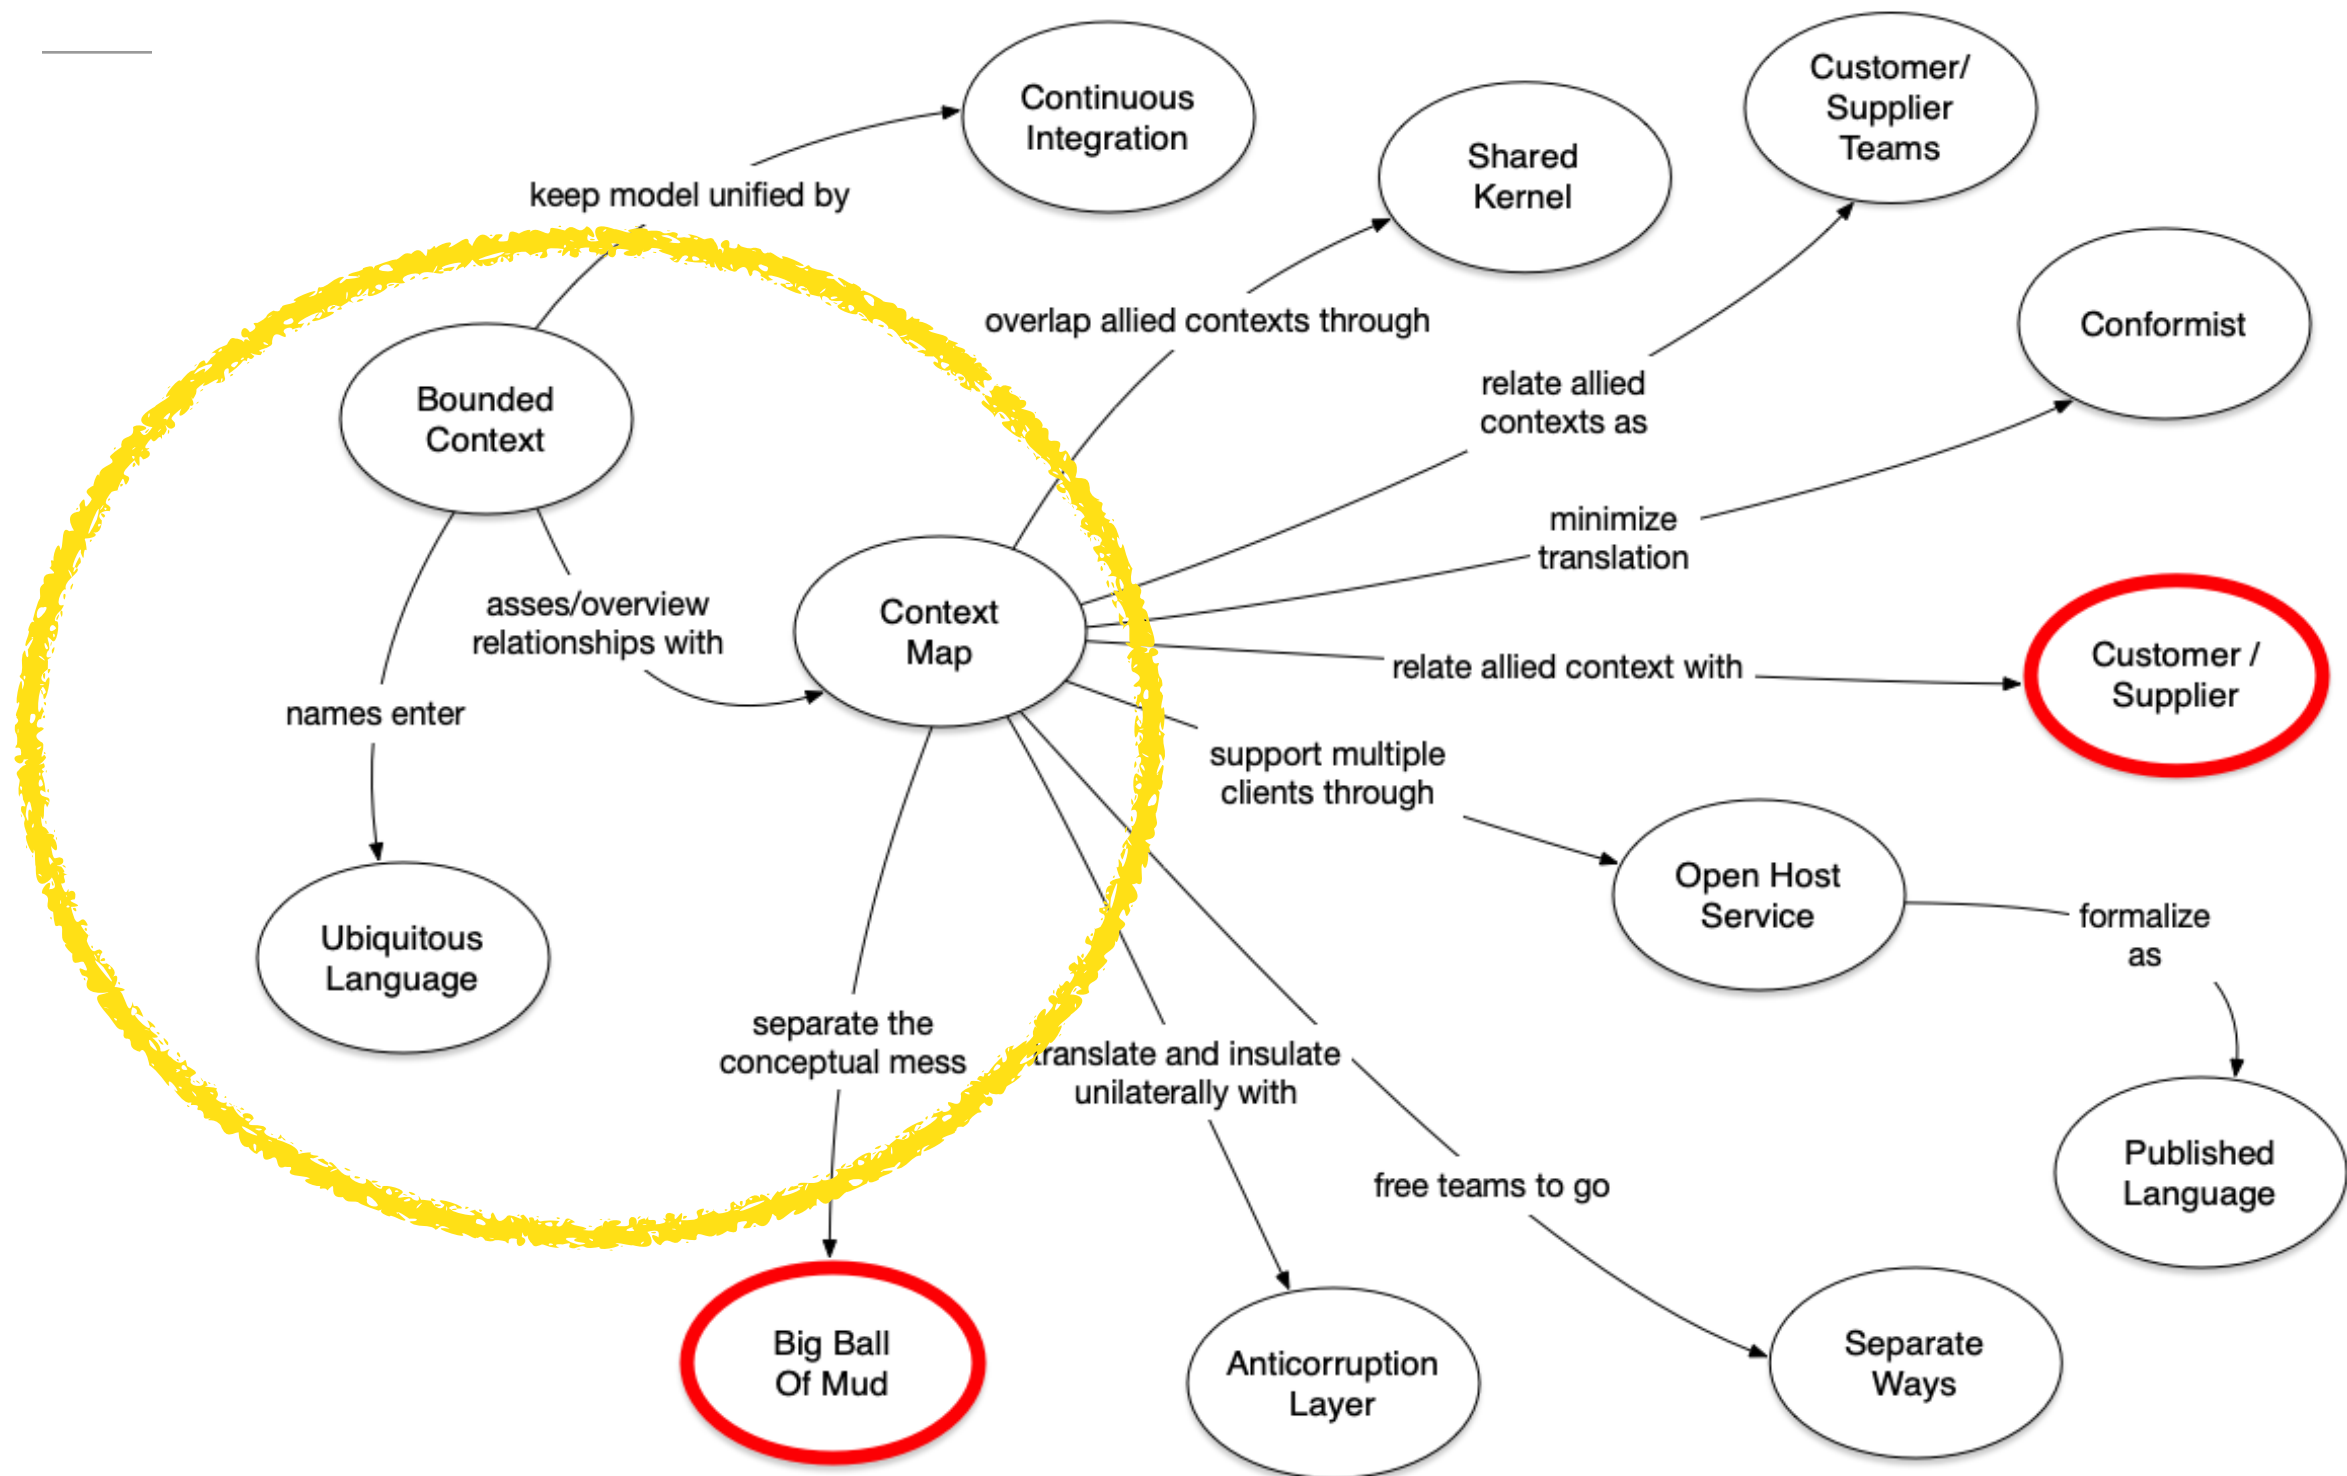 Continuous
Integration
Customer/
Supplier
Teams
Shared
Kernel
keep model unified by
overlap allied contexts through
Conformist
relate allied
contexts as
Bounded
Context
minimize
translation
asses/overview
relationships with
Context
Map
relate allied context with
Customer /
Supplier
names enter
support multiple
clients through
Open Host
Service
formalize
as
Ubiquitous
Language
separate the
conceptual mess
translate and insulate
unilaterally with
free teams to go
Published
Language
Big Ball
Of Mud
Anticorruption
Layer
Separate
Ways